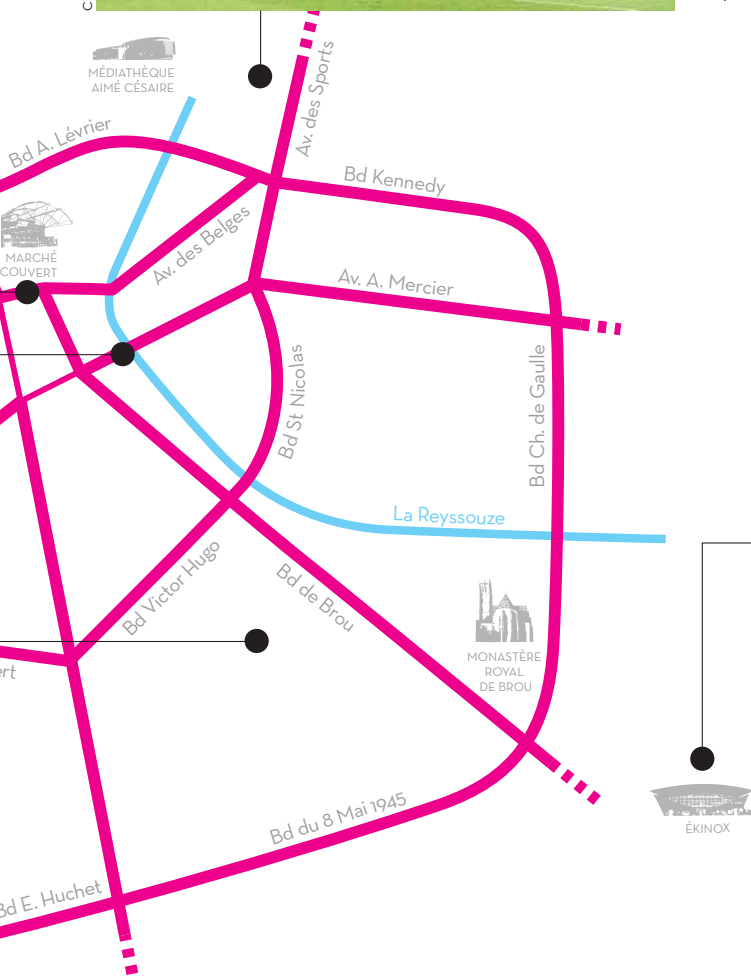 MÉDIATHÈQUE
AIMÉ CÉSAIRE
Av. des Sports
Bd A. Lévrier
Bd Kennedy
MARCHÉ
COUVERT
Av. des Belges
Av. A. Mercier
Bd St Nicolas
Bd Ch. de Gaulle
La Reyssouze
Bd Victor Hugo
Bd de Brou
MONASTÈRE
ROYAL
DE BROU
ert
ÉKINOX
Bd du 8 Mai 1945
Bd E. Huchet